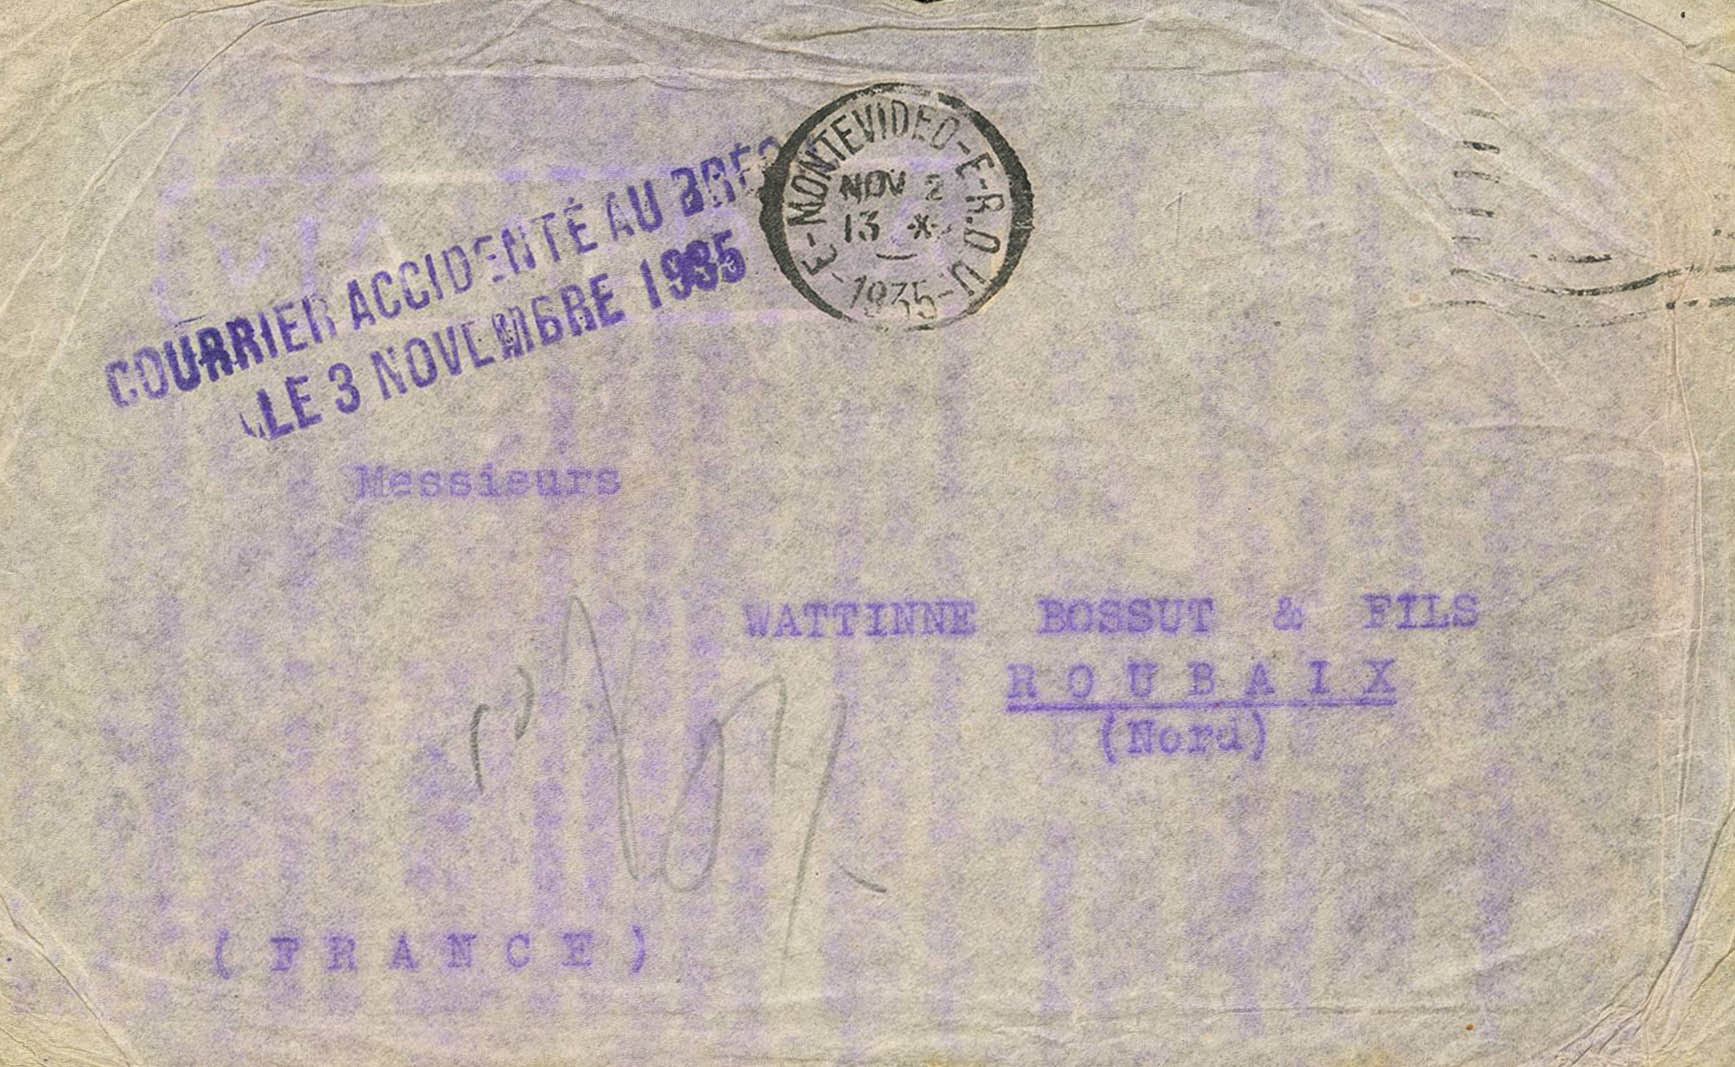 COURRIER ACCIDENTÉ AU
LE 3 NOVEMBRE 1935
E-MONTEVIDEO-E-R.O.U
NOV 2
13 *
1935
Messieurs
WATTINNE BOSSUT & FILS
ROUBAIX
(Nord)
(FRANCE)